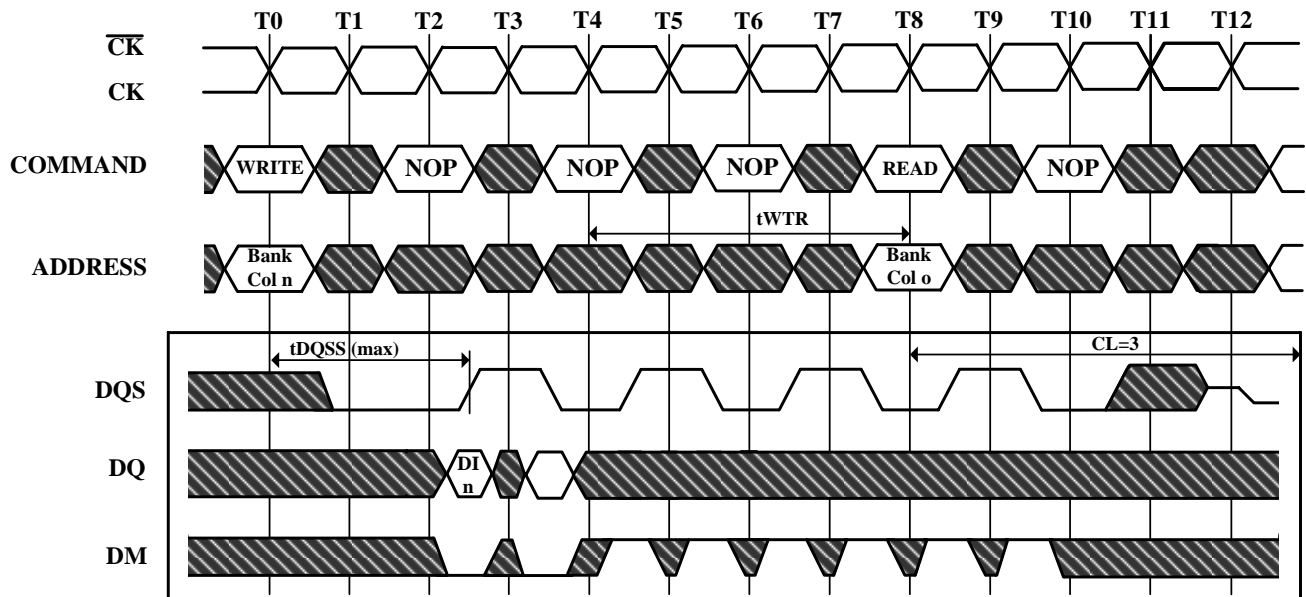 T0 T1 T2 T3 T4 T5 T6 T7 T8 T9 T10 T11 T12
CK
CK
COMMAND WRITE NOP NOP NOP READ NOP
tWTR
ADDRESS Bank Col n Bank Col o
tDQSS (max) CL=3
DQS
DQ DI n
DM